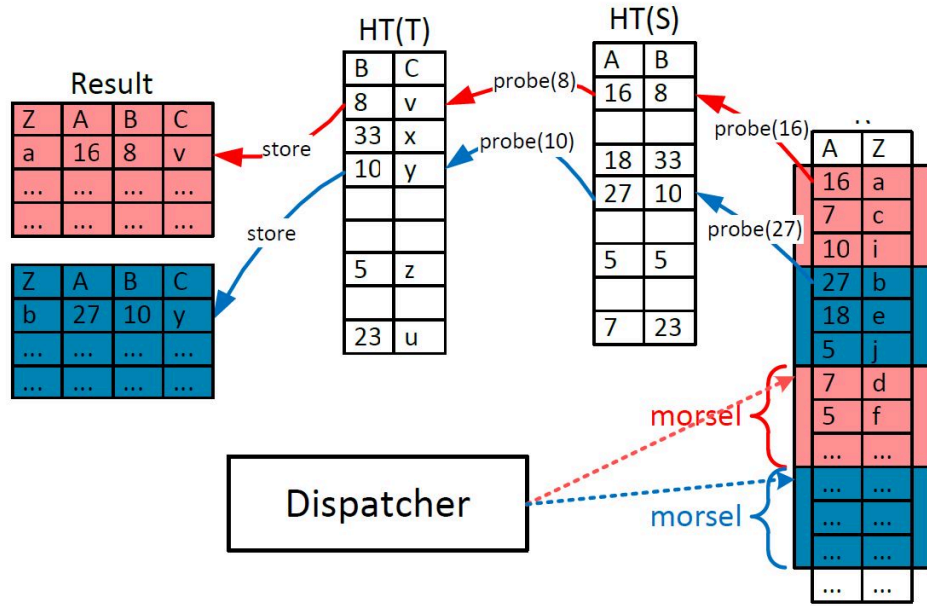 HT(T)
HT(S)
Result
Z A B C
a 16 8 v
... ... ... ...
... ... ... ...
Z A B C
b 27 10 y
... ... ... ...
... ... ... ...
store
store
B C
8 v
33 x
10 y
5 z
23 u
probe(8)
probe(10)
A B
16 8
18 33
27 10
5 5
7 23
probe(16)
probe(27)
A Z
16 a
7 c
10 i
27 b
18 e
5 j
7 d
5 f
... ...
... ...
... ...
... ...
... ...
morsel
morsel
Dispatcher